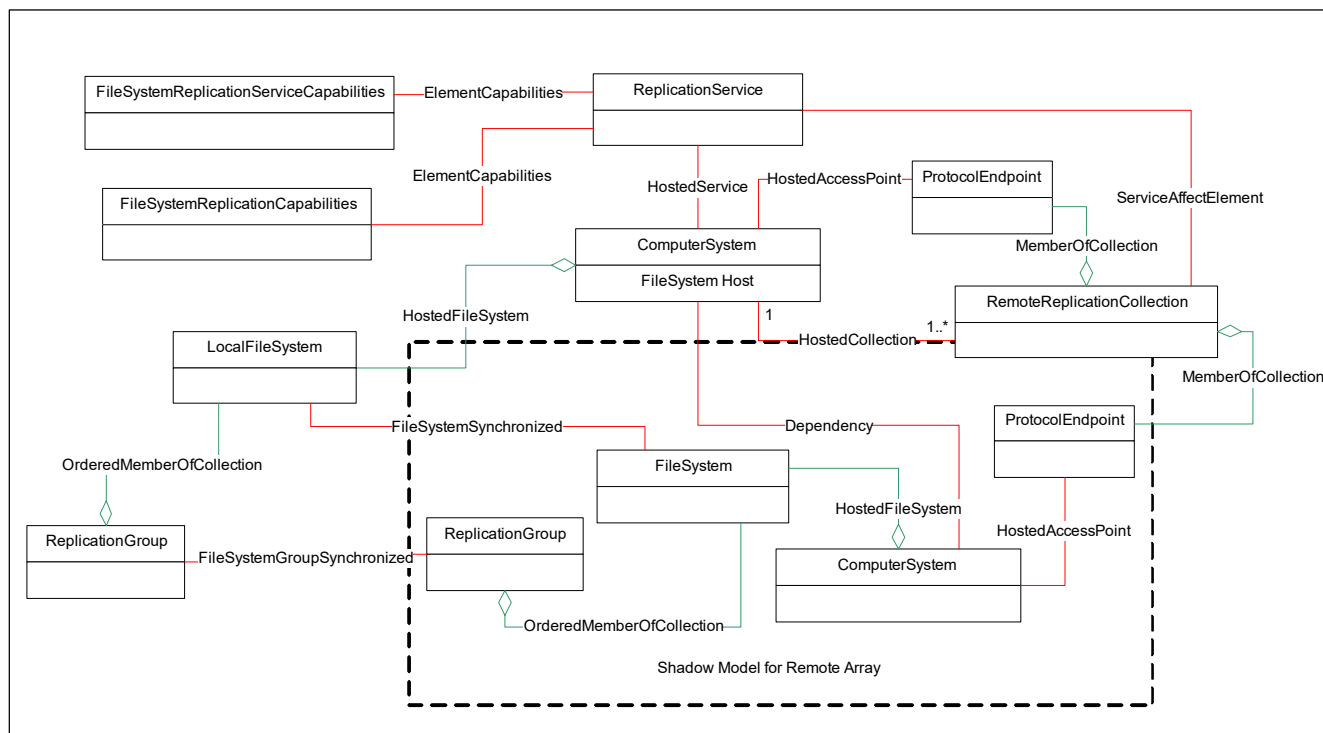 FileSystemReplicationServiceCapabilities
ElementCapabilities
ReplicationService
ElementCapabilities
HostedService
HostedAccessPoint
ProtocolEndpoint
ServiceAffectElement
FileSystemReplicationCapabilities
ComputerSystem
FileSystem Host
MemberOfCollection
RemoteReplicationCollection
HostedFileSystem
1
1..*
HostedCollection
LocalFileSystem
MemberOfCollection
FileSystemSynchronized
Dependency
ProtocolEndpoint
OrderedMemberOfCollection
FileSystem
HostedFileSystem
HostedAccessPoint
ReplicationGroup
FileSystemGroupSynchronized
ReplicationGroup
ComputerSystem
OrderedMemberOfCollection
Shadow Model for Remote Array